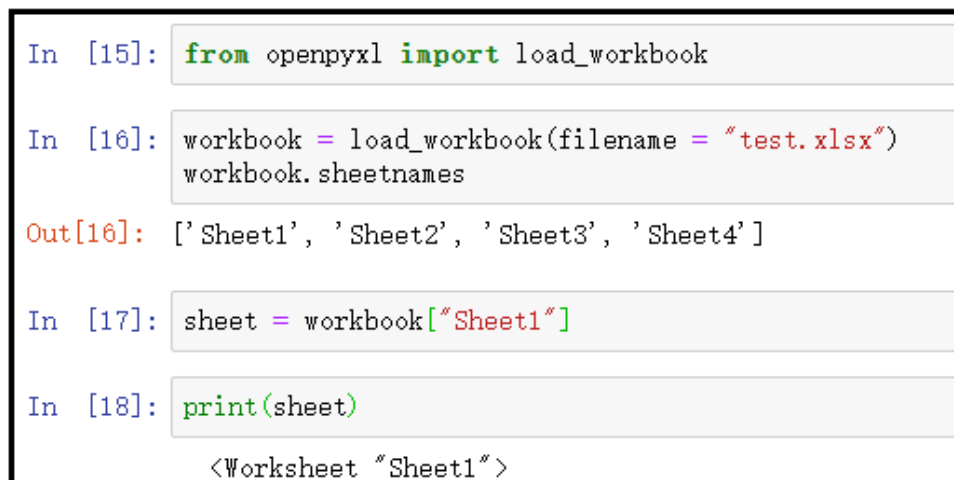 In [15]: from openpyxl import load_workbook
In [16]: workbook = load_workbook(filename = "test.xlsx")
workbook.sheetnames
Out[16]: ['Sheet1', 'Sheet2', 'Sheet3', 'Sheet4']
In [17]: sheet = workbook["Sheet1"]
In [18]: print(sheet)
<Worksheet "Sheet1">